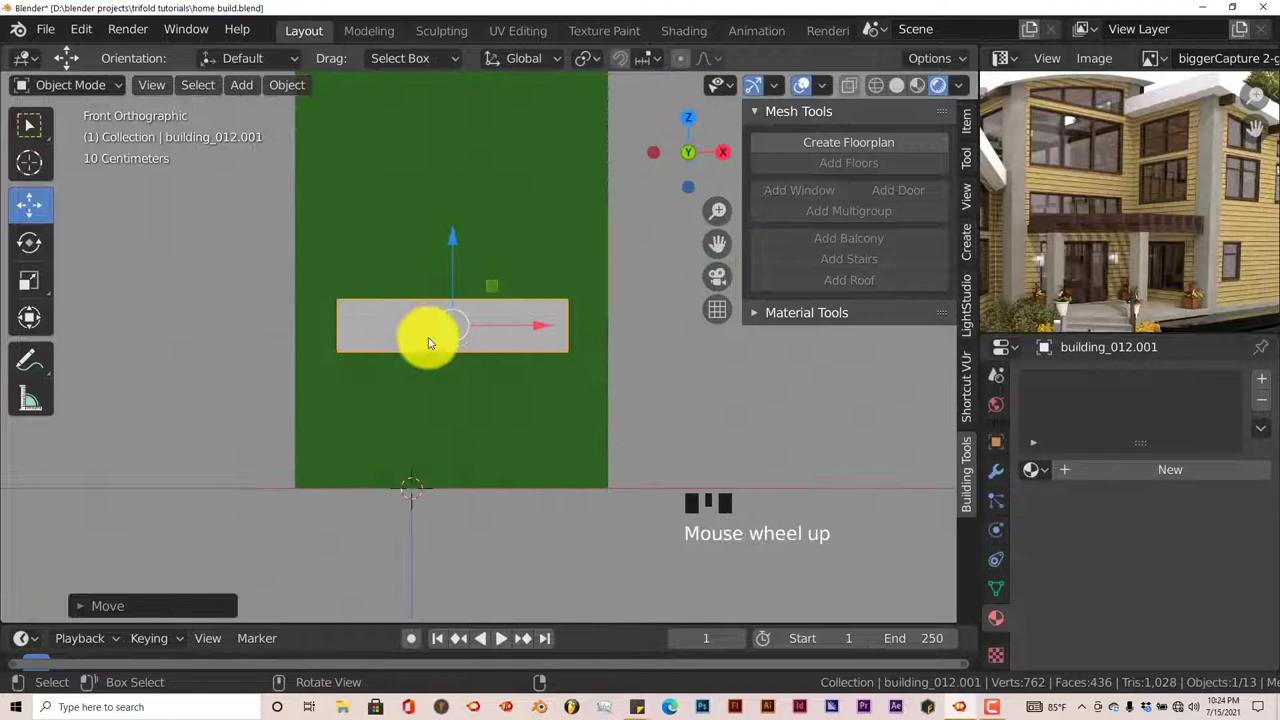 Blender* [D:\blender projects\trifold tutorials\home build.blend]
File Edit Render Window Help Layout Modeling Sculpting UV Editing Texture Paint Shading Animation Renderi Scene View Layer
Orientation: Default Drag: Select Box Global Options View Image biggerCapture 2-g
Object Mode View Select Add Object
Front Orthographic
(1) Collection | building_012.001
10 Centimeters
Z
X
Y
Mesh Tools
Create Floorplan
Add Floors
Add Window Add Door
Add Multigroup
Add Balcony
Add Stairs
Add Roof
Material Tools
Item
Tool
View
Create
LightStudio
Shortcut VUr
Building Tools
building_012.001
New
Mouse wheel up
Move
Playback Keying View Marker 1 Start 1 End 250
Select Box Select Rotate View Collection | building_012.001 | Verts:762 | Faces:436 | Tris:1,028 | Objects:1/13 | Me
Type here to search 85°F 10:24 PM
7/15/2021